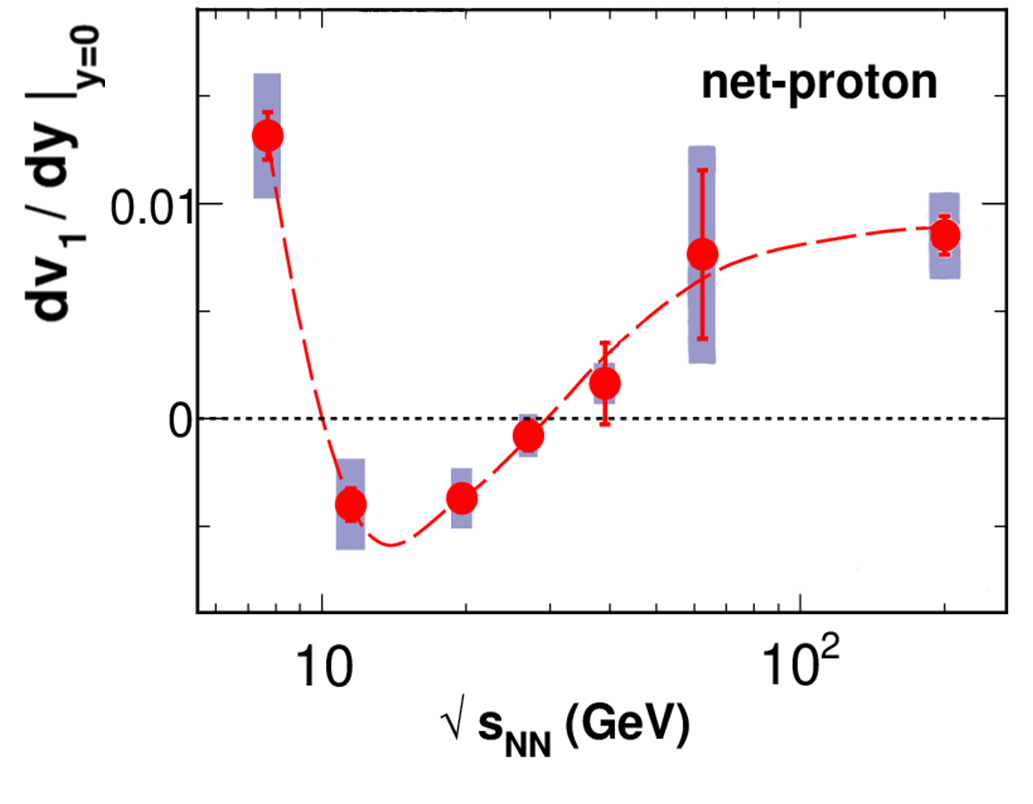 dv1 / dy |y=0
net-proton
0.01
0
10
10²
√ sNN (GeV)